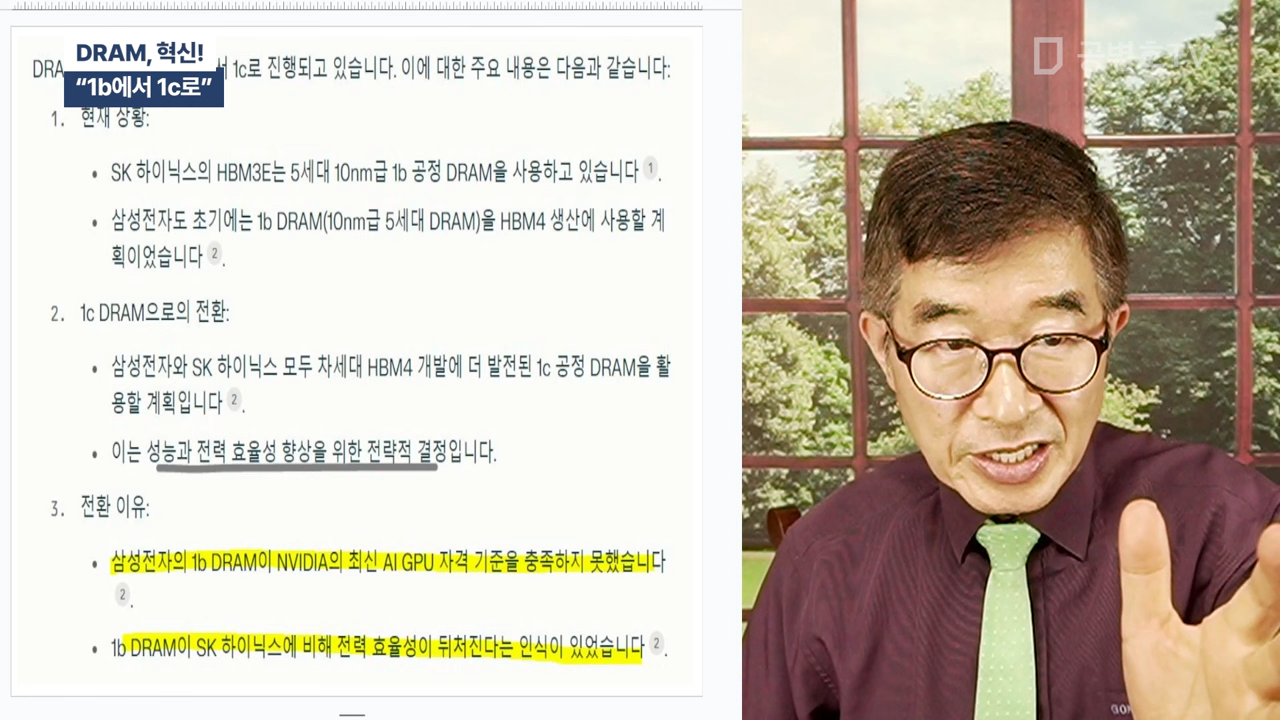 DRAM, 혁신!
“1b에서 1c로”
DRA 서 1c로 진행되고 있습니다. 이에 대한 주요 내용은 다음과 같습니다:
1. 현재 상황:
• SK 하이닉스의 HBM3E는 5세대 10nm급 1b 공정 DRAM을 사용하고 있습니다 1.
• 삼성전자도 초기에는 1b DRAM(10nm급 5세대 DRAM)을 HBM4 생산에 사용할 계
획이었습니다 2.
2. 1c DRAM으로의 전환:
• 삼성전자와 SK 하이닉스 모두 차세대 HBM4 개발에 더 발전된 1c 공정 DRAM을 활
용할 계획입니다 2.
• 이는 성능과 전력 효율성 향상을 위한 전략적 결정입니다.
3. 전환 이유:
• 삼성전자의 1b DRAM이 NVIDIA의 최신 AI GPU 자격 기준을 충족하지 못했습니다
2.
• 1b DRAM이 SK 하이닉스에 비해 전력 효율성이 뒤처진다는 인식이 있었습니다 2.
GON